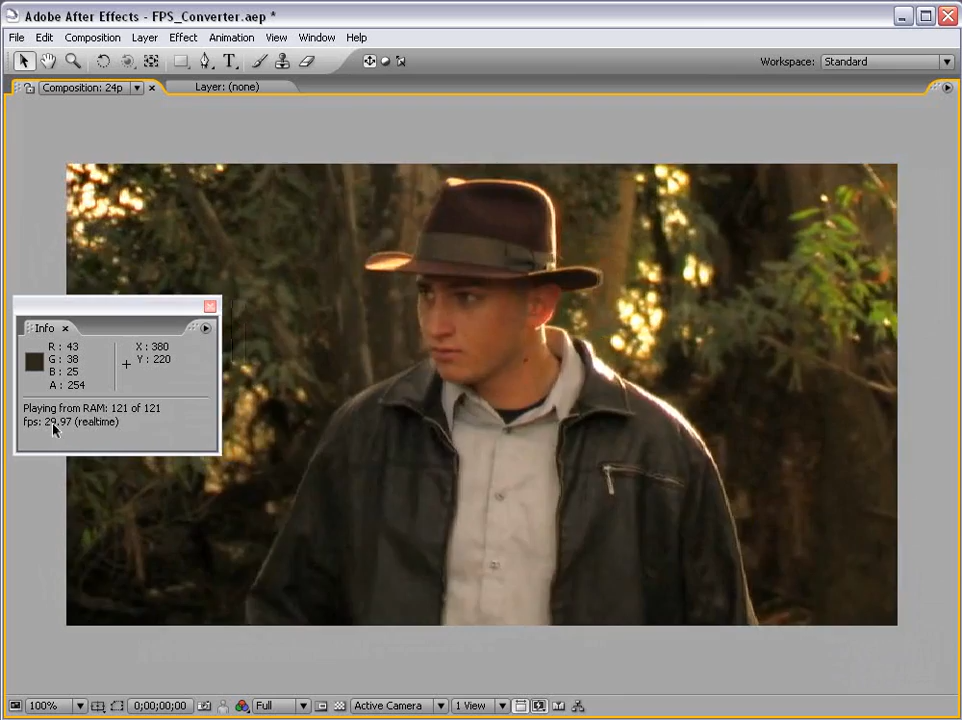 Adobe After Effects - FPS_Converter.aep *
File Edit Composition Layer Effect Animation View Window Help
Workspace: Standard
Composition: 24p Layer: (none)
Info
R : 43 X : 380
G : 38 Y : 220
B : 25
A : 254
Playing from RAM: 121 of 121
fps: 29.97 (realtime)
100% 0;00;00;00 Full Active Camera 1 View